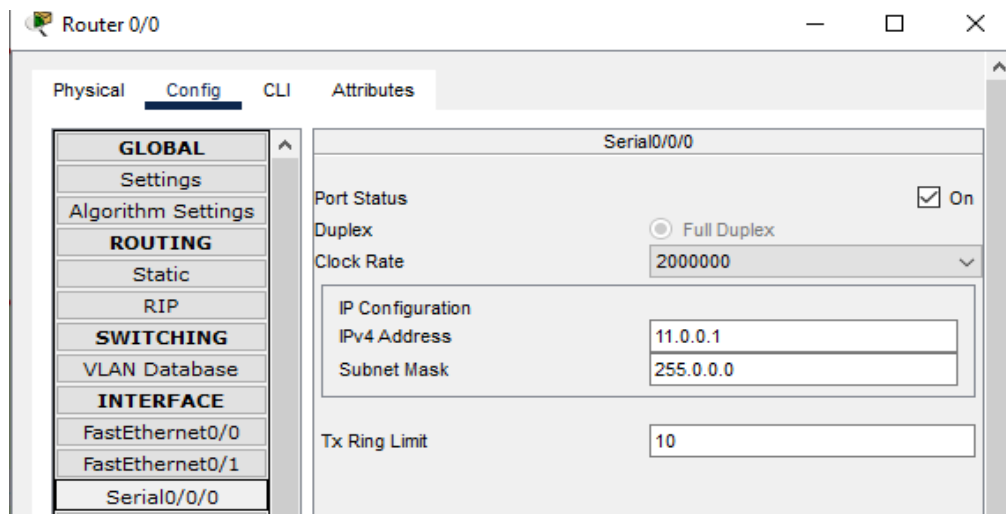 Router 0/0
Physical Config CLI Attributes
GLOBAL
Settings
Algorithm Settings
ROUTING
Static
RIP
SWITCHING
VLAN Database
INTERFACE
FastEthernet0/0
FastEthernet0/1
Serial0/0/0
Serial0/0/0
Port Status On
Duplex Full Duplex
Clock Rate 2000000
IP Configuration
IPv4 Address 11.0.0.1
Subnet Mask 255.0.0.0
Tx Ring Limit 10